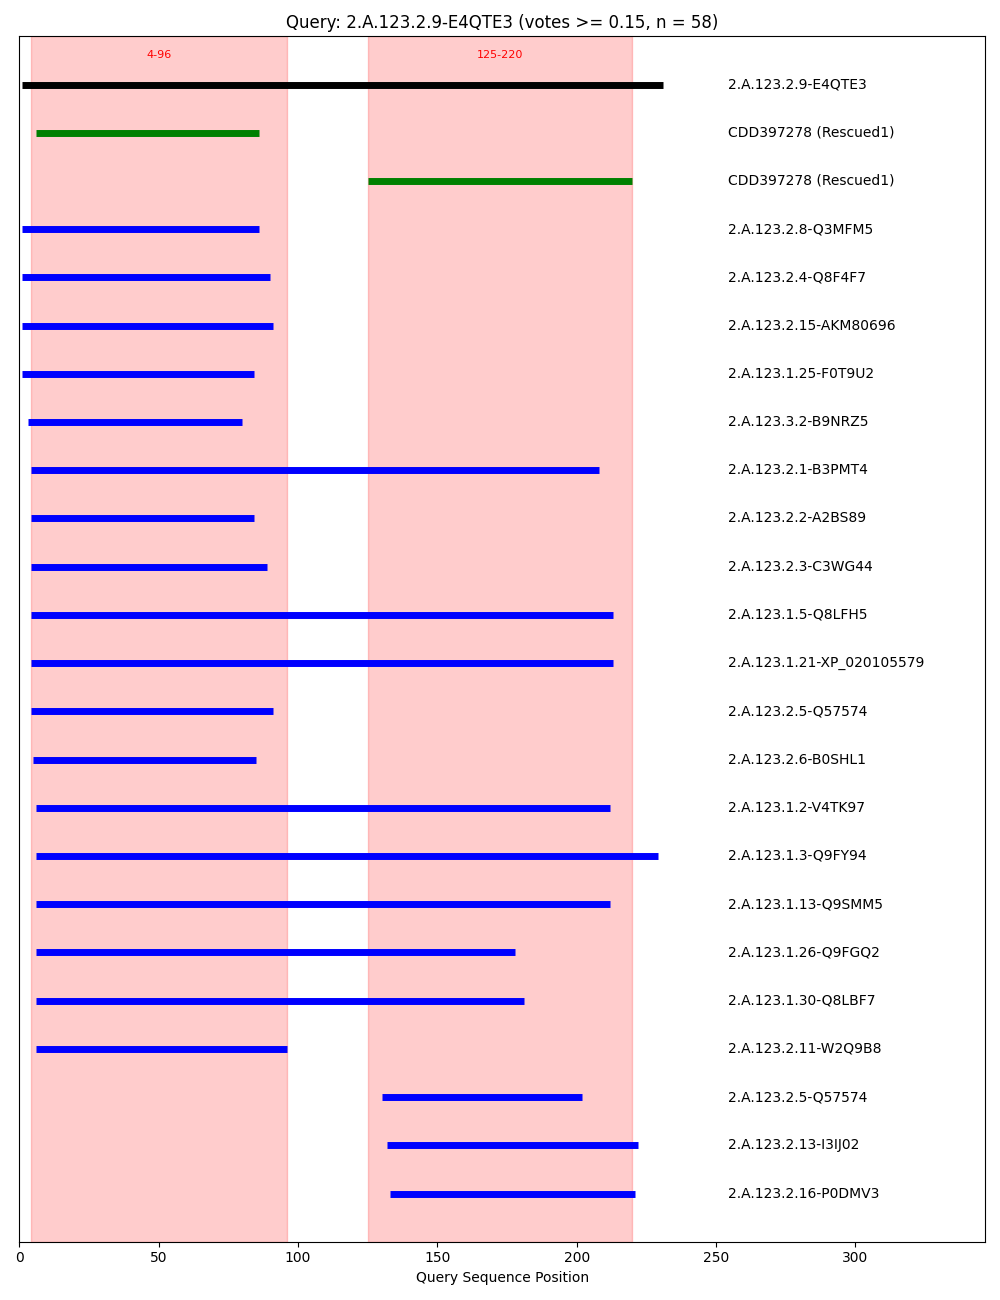 Query: 2.A.123.2.9-E4QTE3 (votes >= 0.15, n = 58)
4-96 125-220
2.A.123.2.9-E4QTE3
CDD397278 (Rescued1)
CDD397278 (Rescued1)
2.A.123.2.8-Q3MFM5
2.A.123.2.4-Q8F4F7
2.A.123.2.15-AKM80696
2.A.123.1.25-F0T9U2
2.A.123.3.2-B9NRZ5
2.A.123.2.1-B3PMT4
2.A.123.2.2-A2BS89
2.A.123.2.3-C3WG44
2.A.123.1.5-Q8LFH5
2.A.123.1.21-XP_020105579
2.A.123.2.5-Q57574
2.A.123.2.6-B0SHL1
2.A.123.1.2-V4TK97
2.A.123.1.3-Q9FY94
2.A.123.1.13-Q9SMM5
2.A.123.1.26-Q9FGQ2
2.A.123.1.30-Q8LBF7
2.A.123.2.11-W2Q9B8
2.A.123.2.5-Q57574
2.A.123.2.13-I3IJ02
2.A.123.2.16-P0DMV3
0 50 100 150 200 250 300
Query Sequence Position